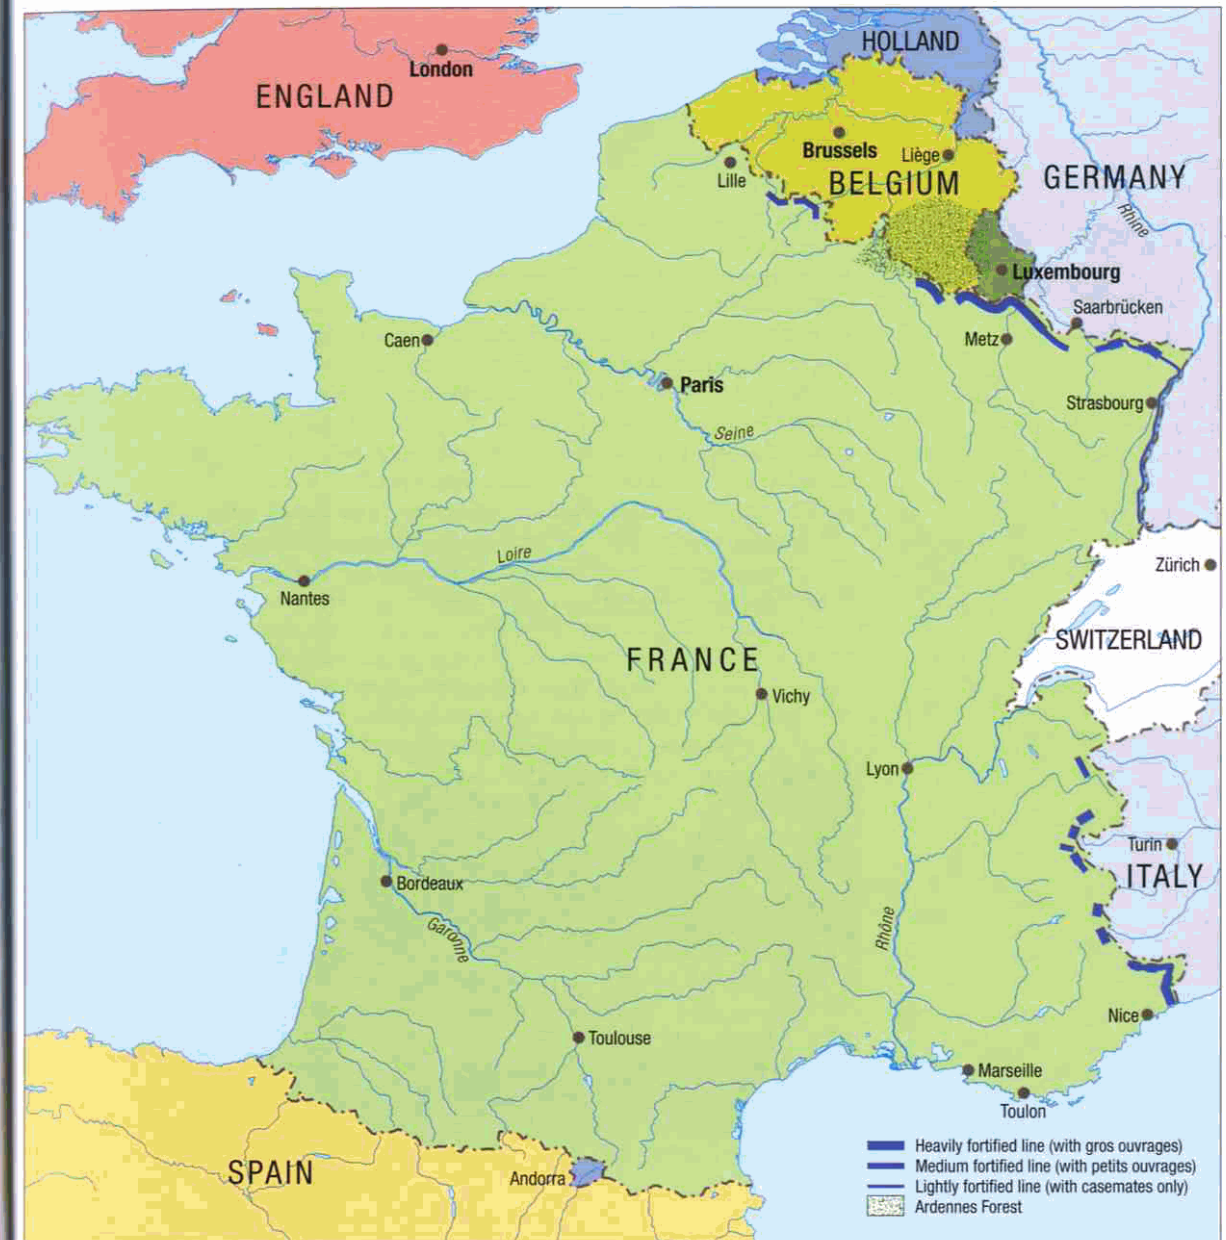 HOLLAND
London
ENGLAND
Brussels
Liège
Lille
BELGIUM
GERMANY
Rhine
Luxembourg
Saarbrücken
Caen
Metz
Paris
Strasbourg
Seine
Loire
Zürich
Nantes
SWITZERLAND
FRANCE
Vichy
Lyon
Turin
ITALY
Bordeaux
Garonne
Rhône
Nice
Toulouse
Marseille
Toulon
SPAIN
Andorra
Heavily fortified line (with gros ouvrages)
Medium fortified line (with petits ouvrages)
Lightly fortified line (with casemates only)
Ardennes Forest